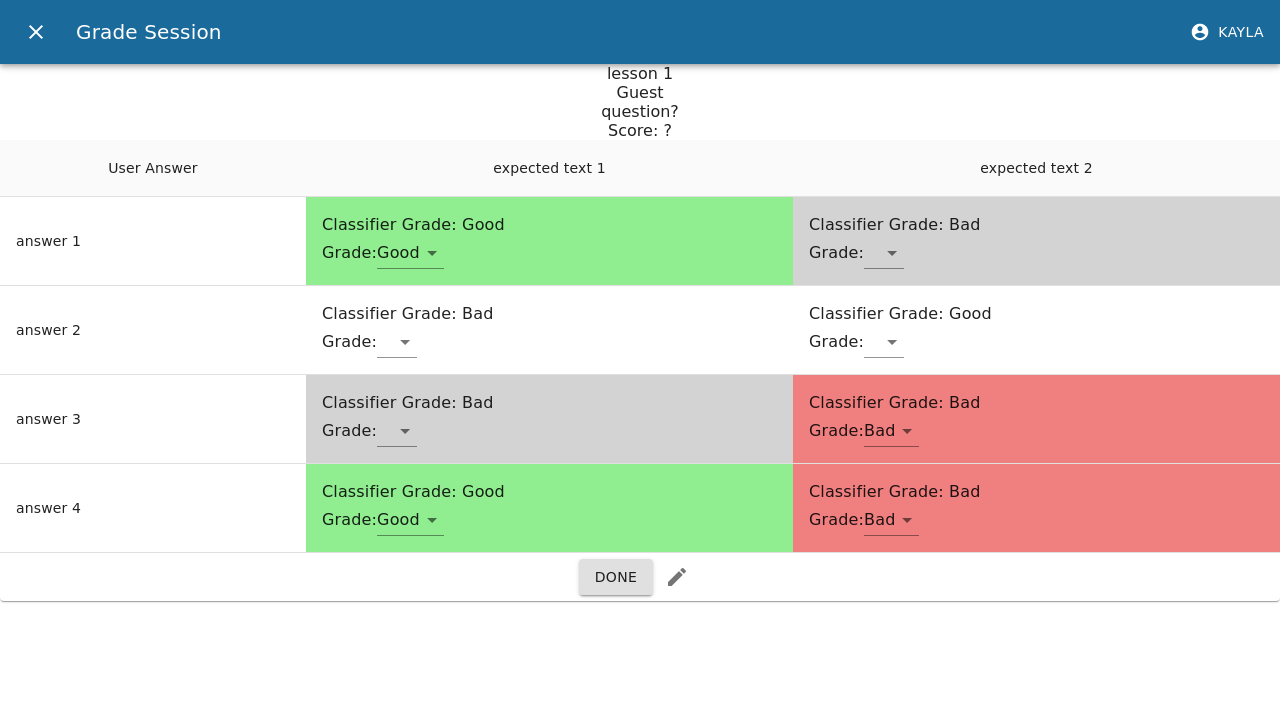 Grade Session
KAYLA
lesson 1
Guest
question?
Score: ?
User Answer
expected text 1
expected text 2
answer 1
Classifier Grade: Good
Grade:Good
Classifier Grade: Bad
Grade:
answer 2
Classifier Grade: Bad
Grade:
Classifier Grade: Good
Grade:
answer 3
Classifier Grade: Bad
Grade:
Classifier Grade: Bad
Grade:Bad
answer 4
Classifier Grade: Good
Grade:Good
Classifier Grade: Bad
Grade:Bad
DONE